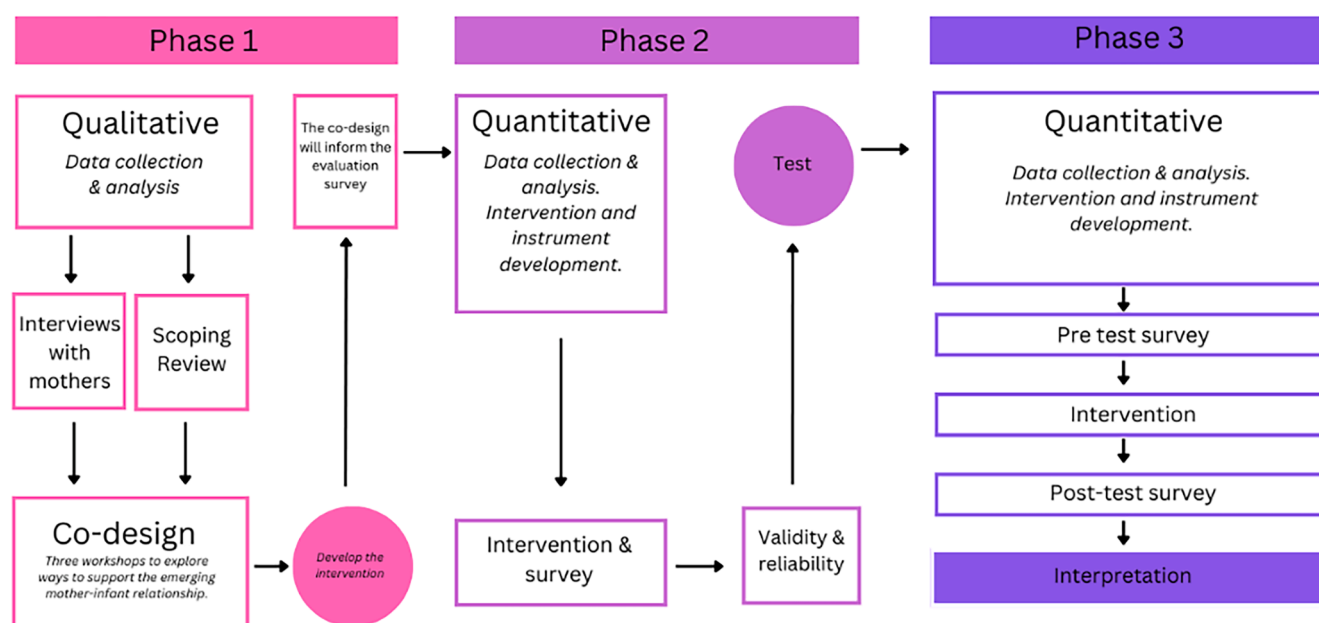 Phase 1
Phase 2
Phase 3
Qualitative
Data collection
& analysis
The co-design
will inform the
evaluation
survey
Interviews
with
mothers
Scoping
Review
Co-design
Three workshops to explore
ways to support the emerging
mother-infant relationship.
Develop the
intervention
Quantitative
Data collection &
analysis.
Intervention and
instrument
development.
Intervention &
survey
Validity &
reliability
Test
Quantitative
Data collection & analysis.
Intervention and instrument
development.
Pre test survey
Intervention
Post-test survey
Interpretation